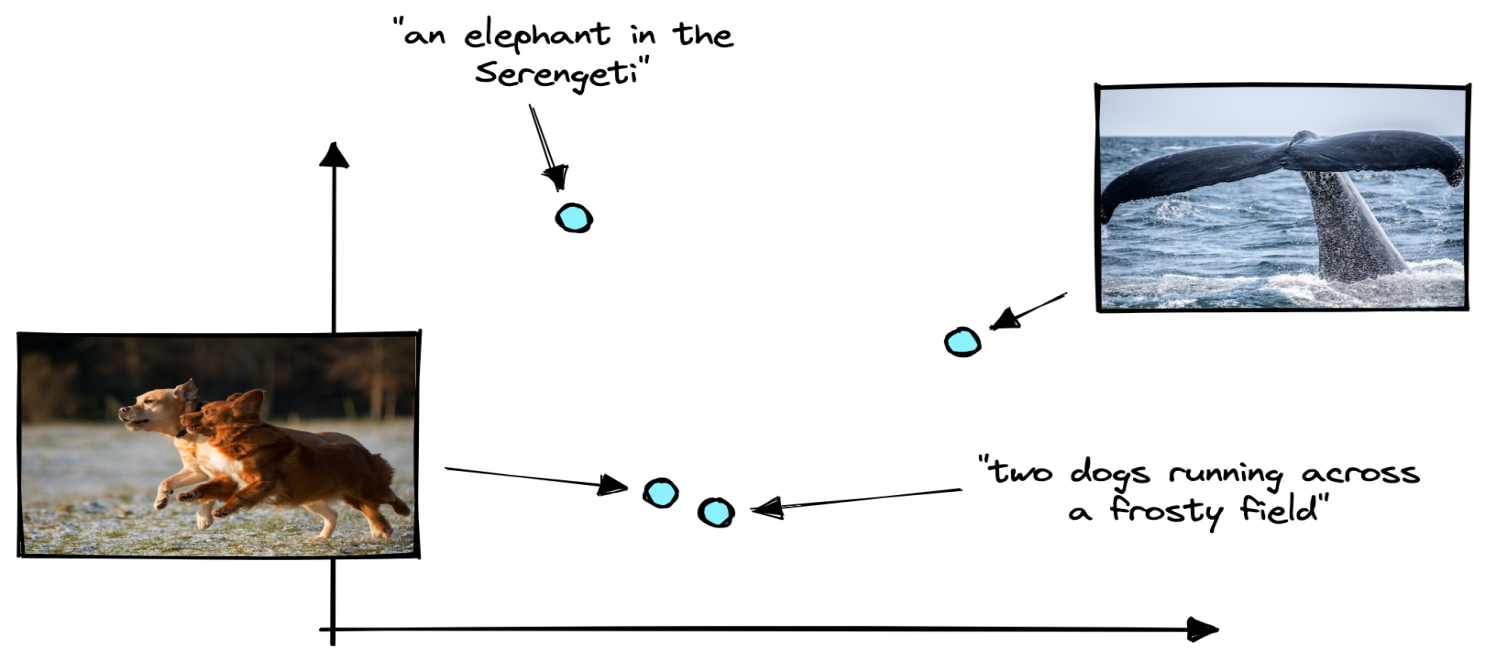 "an elephant in the
Serengeti"
"two dogs running across
a frosty field"